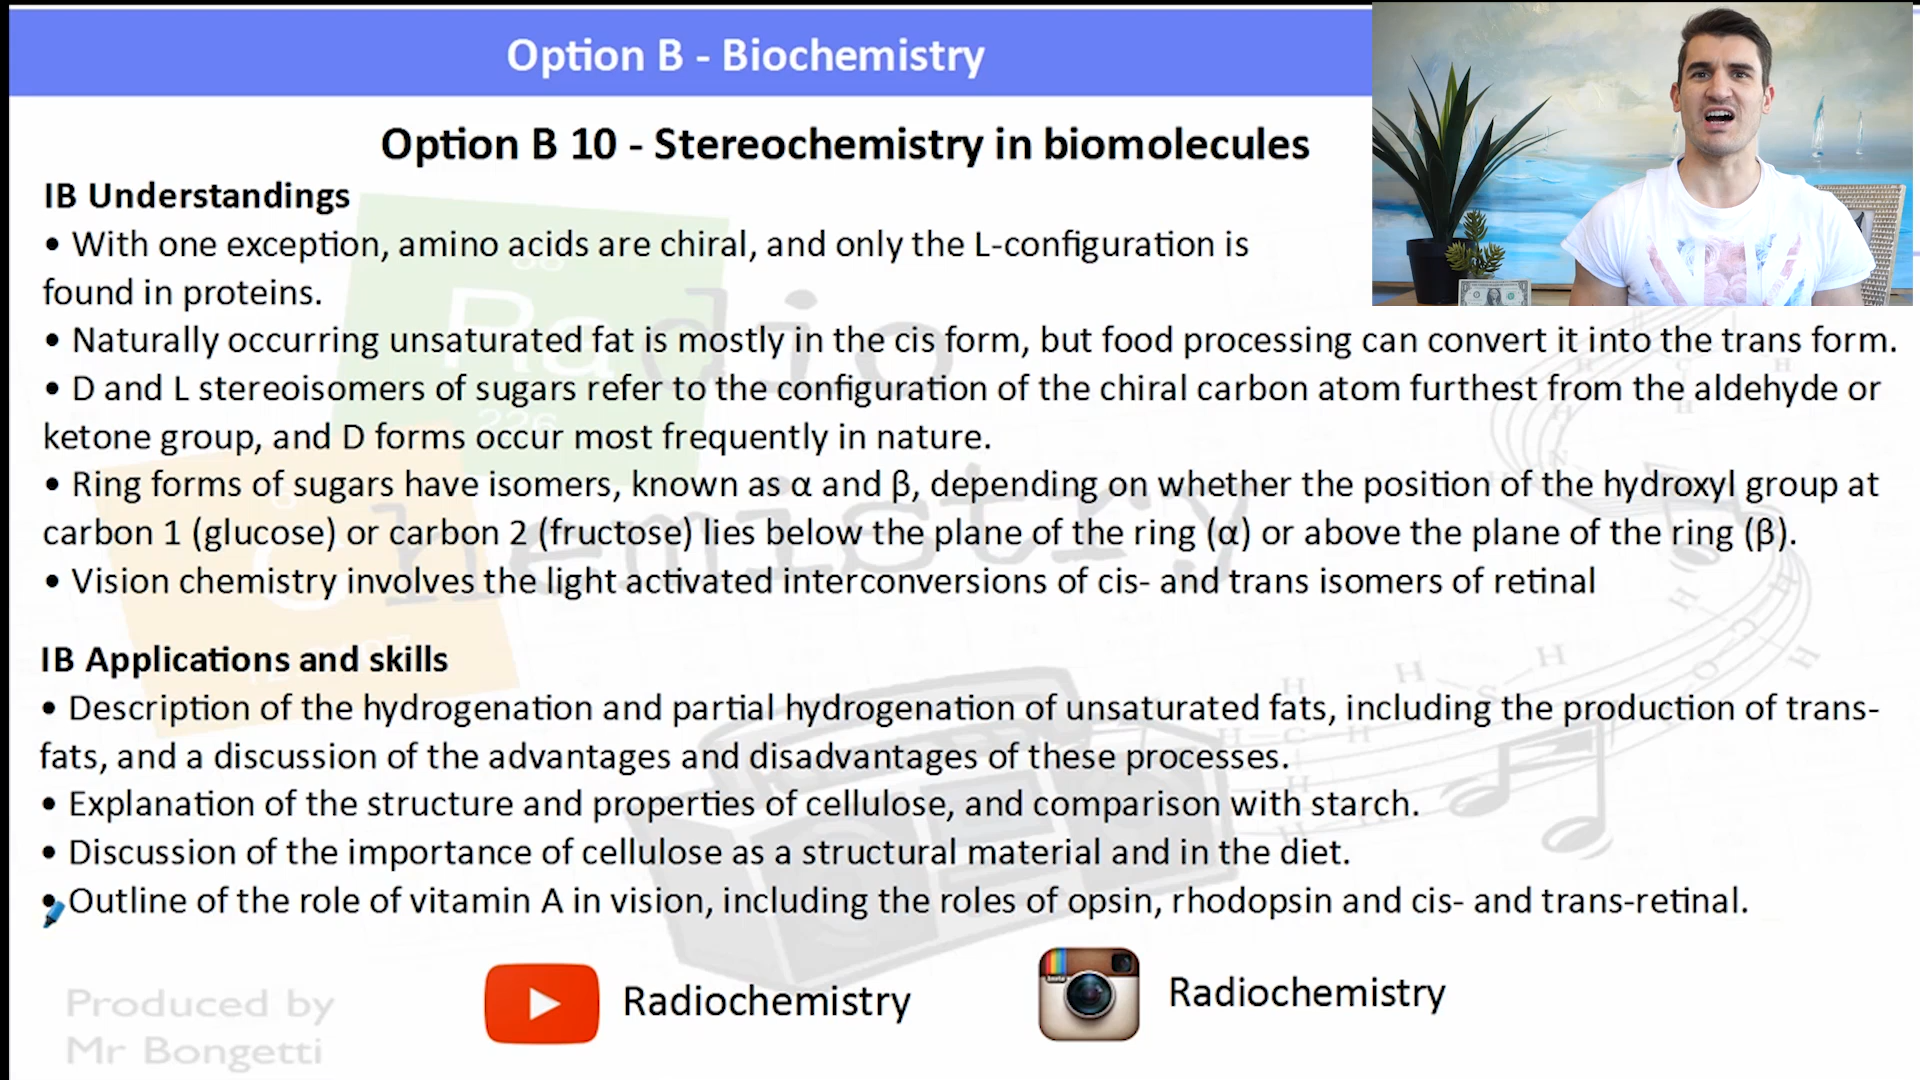 Option B - Biochemistry
Option B 10 - Stereochemistry in biomolecules
IB Understandings
• With one exception, amino acids are chiral, and only the L-configuration is
found in proteins.
• Naturally occurring unsaturated fat is mostly in the cis form, but food processing can convert it into the trans form.
• D and L stereoisomers of sugars refer to the configuration of the chiral carbon atom furthest from the aldehyde or
ketone group, and D forms occur most frequently in nature.
• Ring forms of sugars have isomers, known as α and β, depending on whether the position of the hydroxyl group at
carbon 1 (glucose) or carbon 2 (fructose) lies below the plane of the ring (α) or above the plane of the ring (β).
• Vision chemistry involves the light activated interconversions of cis- and trans isomers of retinal
IB Applications and skills
• Description of the hydrogenation and partial hydrogenation of unsaturated fats, including the production of trans-
fats, and a discussion of the advantages and disadvantages of these processes.
• Explanation of the structure and properties of cellulose, and comparison with starch.
• Discussion of the importance of cellulose as a structural material and in the diet.
• Outline of the role of vitamin A in vision, including the roles of opsin, rhodopsin and cis- and trans-retinal.
Radiochemistry
Radiochemistry
Produced by
Mr Bongetti
88
Radio
226
Chemistry